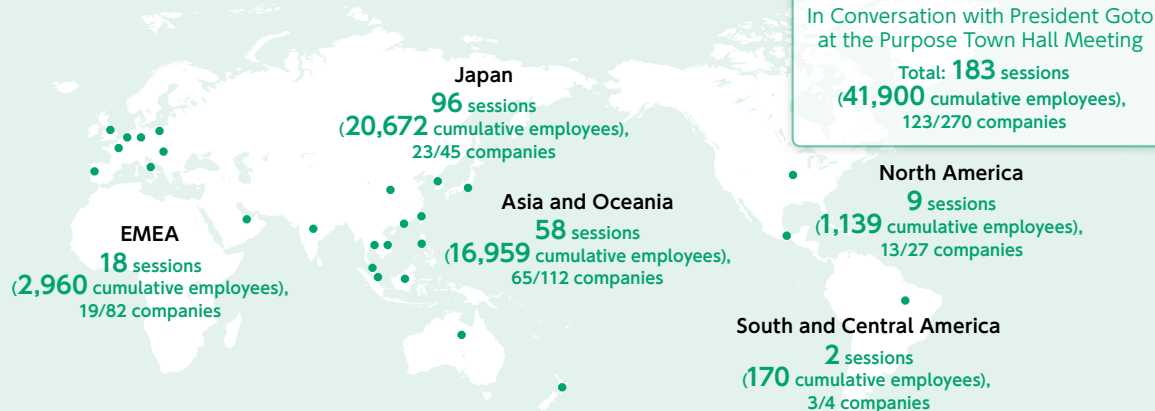 In Conversation with President Goto
at the Purpose Town Hall Meeting
Total: 183 sessions
(41,900 cumulative employees),
123/270 companies
Japan
96 sessions
(20,672 cumulative employees),
23/45 companies
North America
9 sessions
(1,139 cumulative employees),
13/27 companies
Asia and Oceania
58 sessions
(16,959 cumulative employees),
65/112 companies
EMEA
18 sessions
(2,960 cumulative employees),
19/82 companies
South and Central America
2 sessions
(170 cumulative employees),
3/4 companies